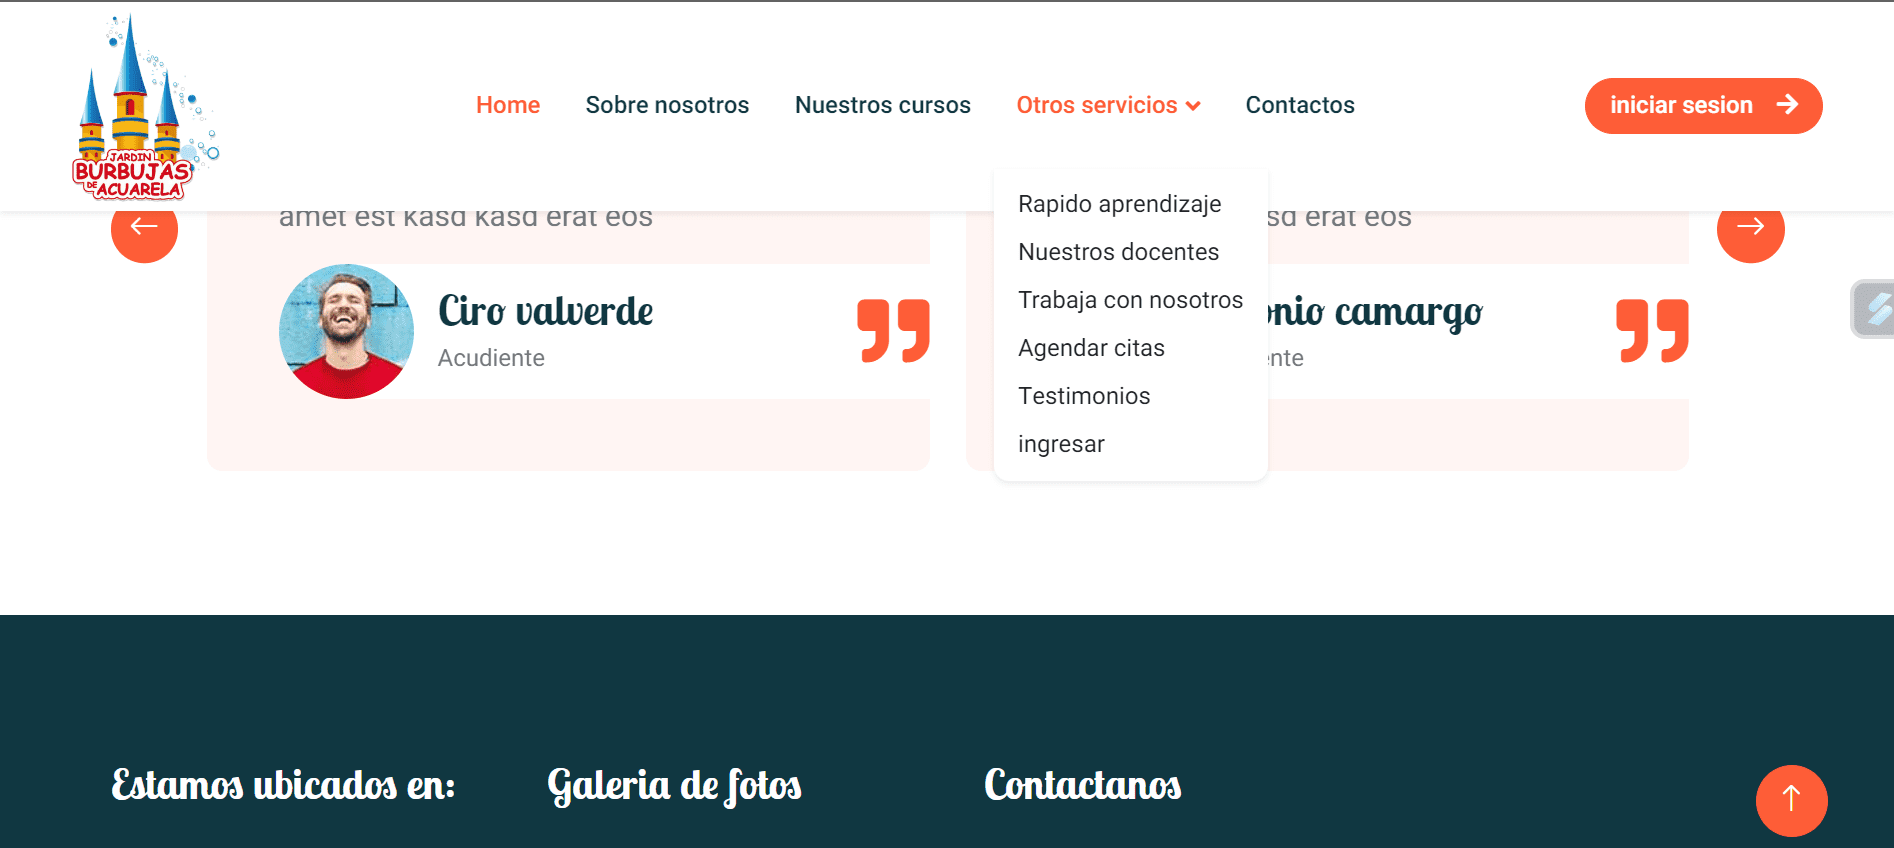 JARDIN
BURBUJAS
DE ACUARELA
Home
Sobre nosotros
Nuestros cursos
Otros servicios
Contactos
iniciar sesion
Rapido aprendizaje
Nuestros docentes
Trabaja con nosotros
Agendar citas
Testimonios
ingresar
amet est kasd kasd erat eos
Ciro valverde
Acudiente
sd erat eos
onio camargo
ente
Estamos ubicados en:
Galeria de fotos
Contactanos